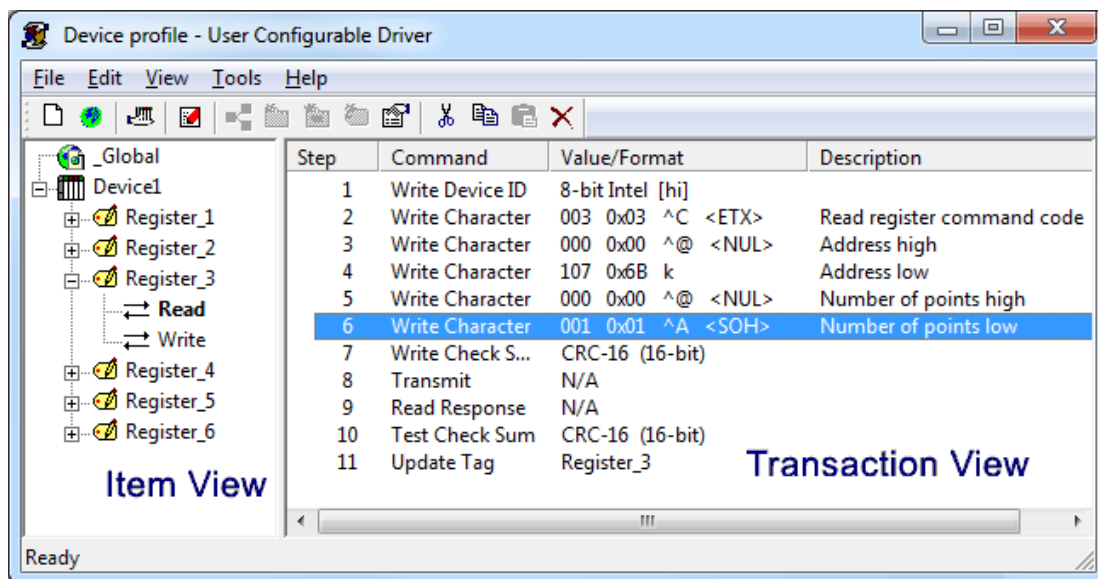 Device profile - User Configurable Driver
File Edit View Tools Help
_Global
Device1
Register_1
Register_2
Register_3
Read
Write
Register_4
Register_5
Register_6
Item View
Step Command Value/Format Description
1 Write Device ID 8-bit Intel [hi]
2 Write Character 003 0x03 ^C <ETX> Read register command code
3 Write Character 000 0x00 ^@ <NUL> Address high
4 Write Character 107 0x6B k Address low
5 Write Character 000 0x00 ^@ <NUL> Number of points high
6 Write Character 001 0x01 ^A <SOH> Number of points low
7 Write Check S... CRC-16 (16-bit)
8 Transmit N/A
9 Read Response N/A
10 Test Check Sum CRC-16 (16-bit)
11 Update Tag Register_3
Transaction View
Ready